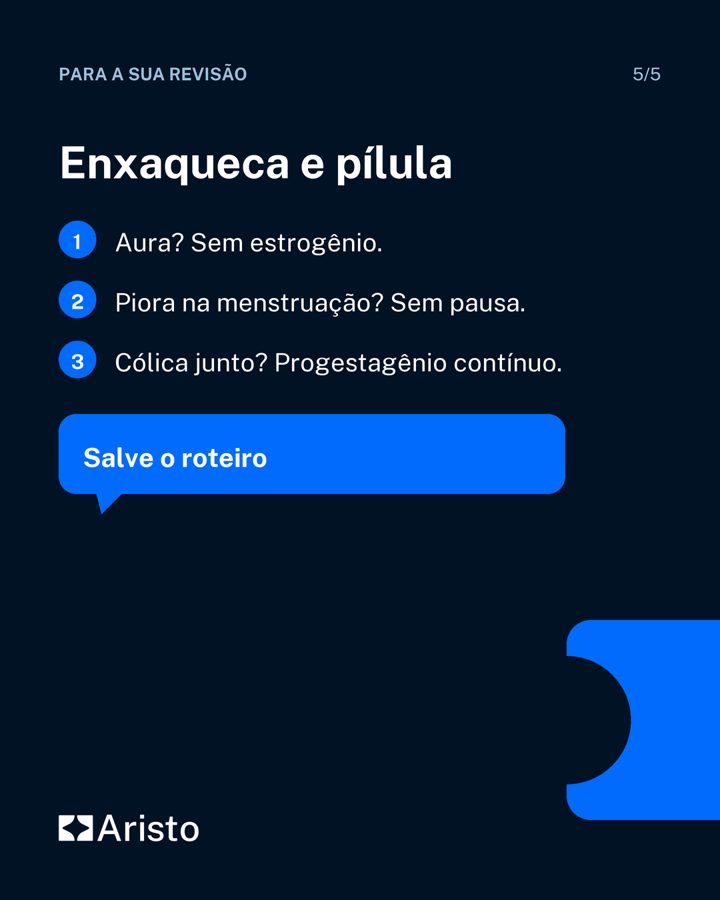 PARA A SUA REVISÃO
5/5
Enxaqueca e pílula
1 Aura? Sem estrogênio.
2 Piora na menstruação? Sem pausa.
3 Cólica junto? Progestagênio contínuo.
Salve o roteiro
Aristo